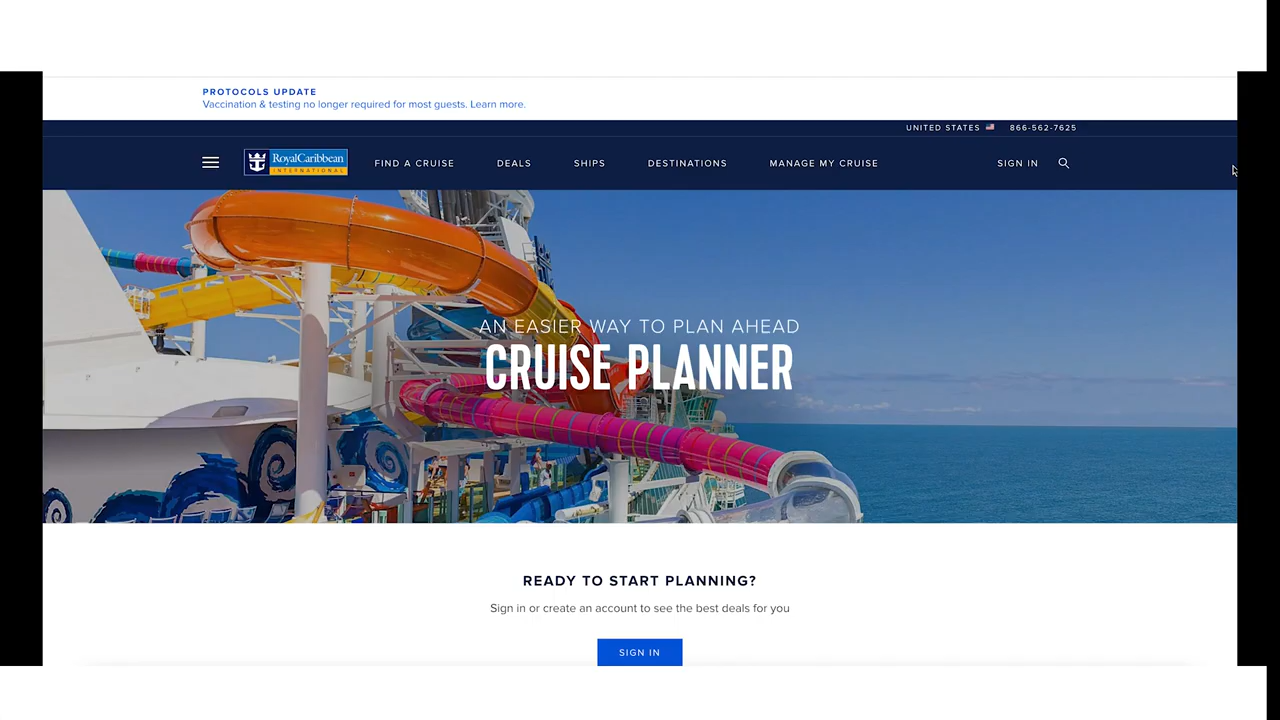 PROTOCOLS UPDATE
Vaccination & testing no longer required for most guests. Learn more.
UNITED STATES 866-562-7625
RoyalCaribbean
INTERNATIONAL
FIND A CRUISE DEALS SHIPS DESTINATIONS MANAGE MY CRUISE SIGN IN
AN EASIER WAY TO PLAN AHEAD
CRUISE PLANNER
READY TO START PLANNING?
Sign in or create an account to see the best deals for you
SIGN IN